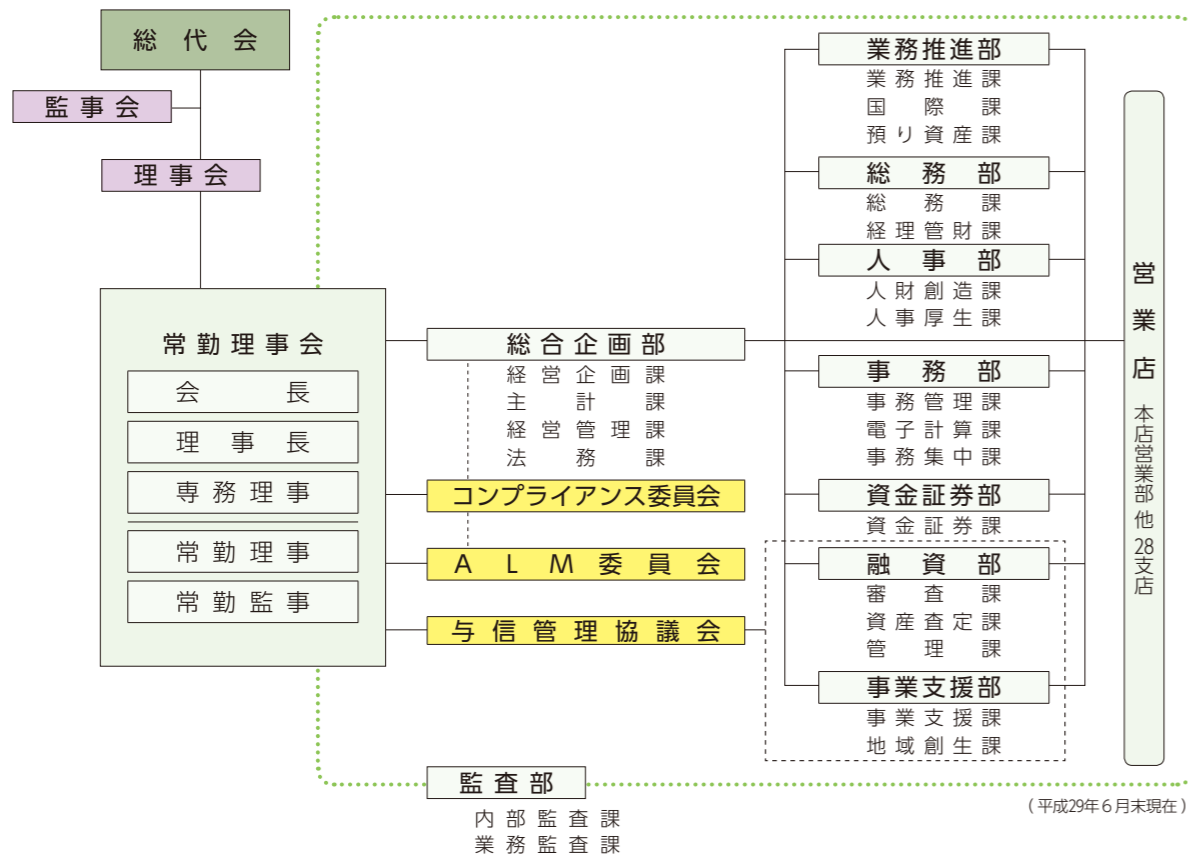 総代会
監事会
理事会
常勤理事会
会長
理事長
専務理事
常勤理事
常勤監事
総合企画部
経営企画課
主計課
経営管理課
法務課
コンプライアンス委員会
ALM委員会
与信管理協議会
監査部
内部監査課
業務監査課
業務推進部
業務推進課
国際課
預り資産課
総務部
総務課
経理管財課
人事部
人財創造課
人事厚生課
事務部
事務管理課
電子計算課
事務集中課
資金証券部
資金証券課
融資部
審査課
資産査定課
管理課
事業支援部
事業支援課
地域創生課
営業店 本店営業部 他28支店
(平成29年6月末現在)